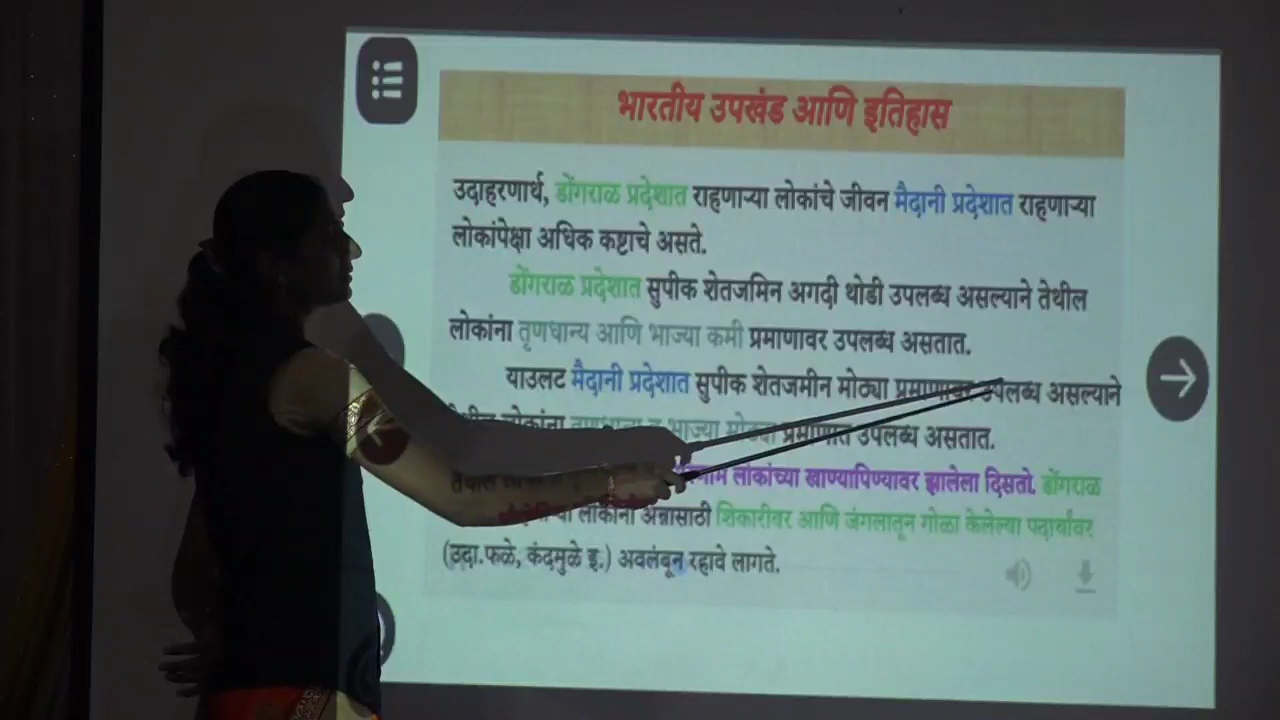 भारतीय उपखंड आणि इतिहास
उदाहरणार्थ, डोंगराळ प्रदेशात राहणाऱ्या लोकांचे जीवन मैदानी प्रदेशात राहणाऱ्या
लोकांपेक्षा अधिक कष्टाचे असते.
डोंगराळ प्रदेशात सुपीक शेतजमिन अगदी थोडी उपलब्ध असल्याने तेथील
लोकांना तृणधान्य आणि भाज्या कमी प्रमाणावर उपलब्ध असतात.
याउलट मैदानी प्रदेशात सुपीक शेतजमीन मोठ्या प्रमाणावर उपलब्ध असल्याने
लोकांना तृणधान्य व भाज्या मोठ्या प्रमाणात उपलब्ध असतात.
लोकांच्या खाण्यापिण्यावर झालेला दिसतो. डोंगराळ
लोकांना अन्नासाठी शिकारीवर आणि जंगलातून गोळा केलेल्या पदार्थांवर
(उदा.फळे, कंदमुळे इ.) अवलंबून रहावे लागते.